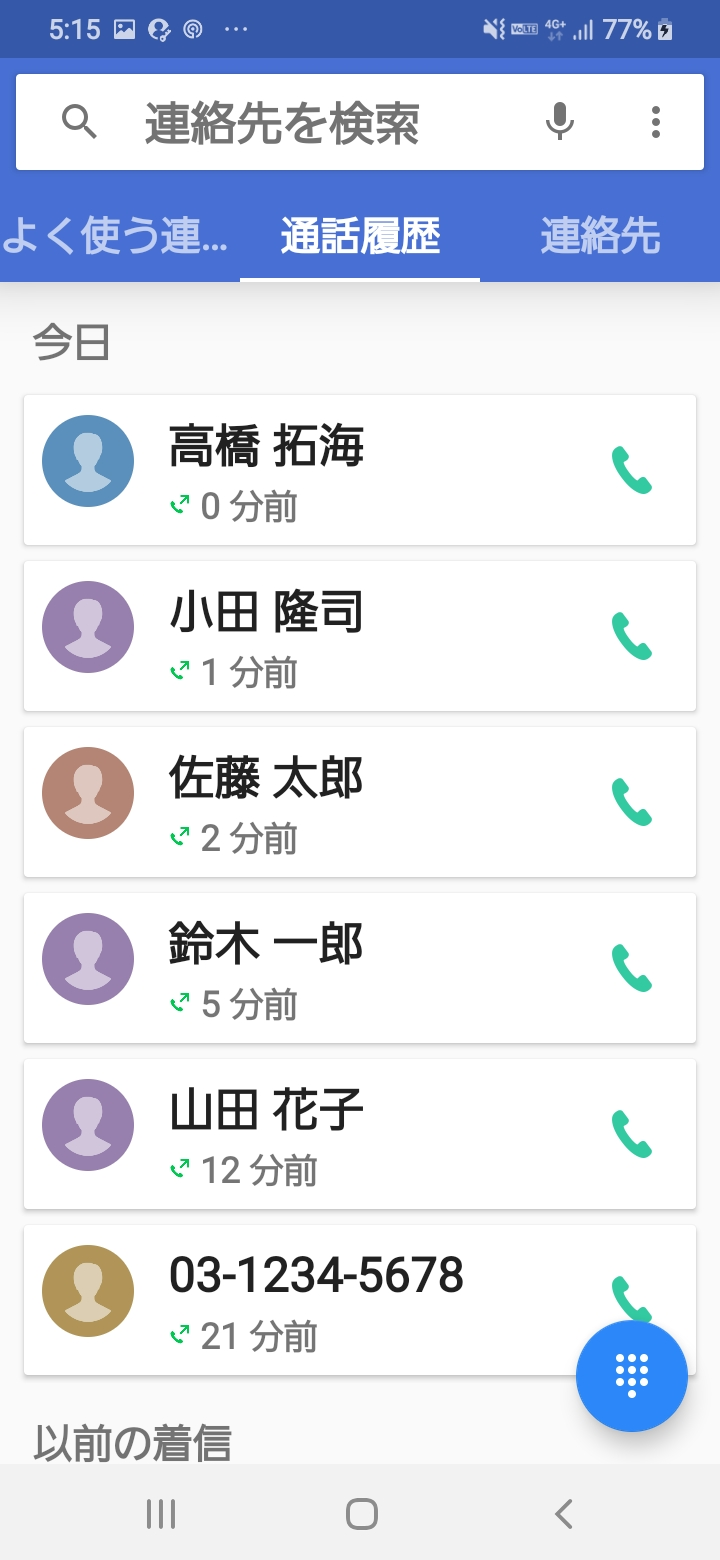 5:15
VoLTE 4G+ 77%
連絡先を検索
よく使う連… 通話履歴 連絡先
今日
高橋 拓海
0 分前
小田 隆司
1 分前
佐藤 太郎
2 分前
鈴木 一郎
5 分前
山田 花子
12 分前
03-1234-5678
21 分前
以前の着信